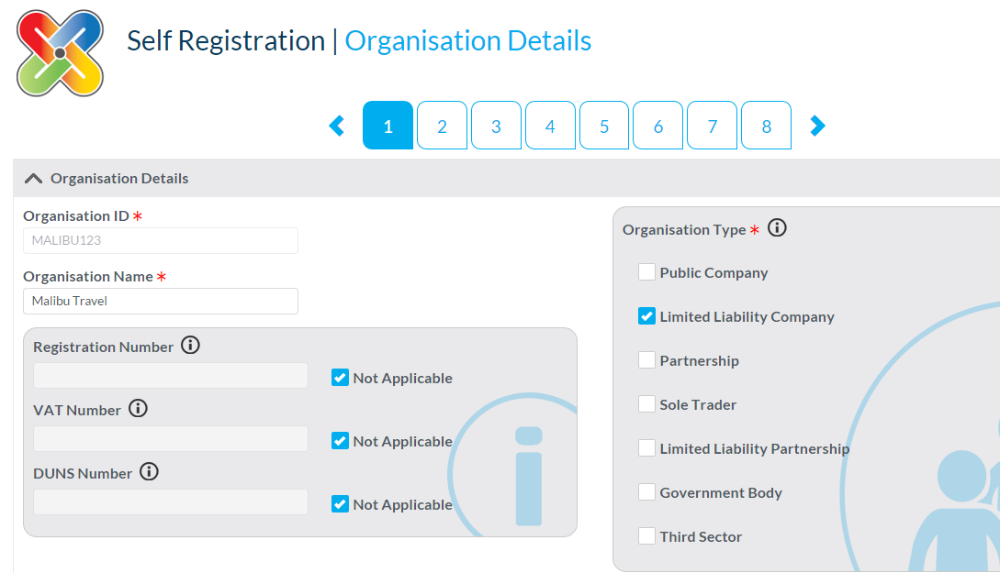 Self Registration | Organisation Details
1 2 3 4 5 6 7 8
Organisation Details
Organisation ID *
MALIBU123
Organisation Name *
Malibu Travel
Registration Number
Not Applicable
VAT Number
Not Applicable
DUNS Number
Not Applicable
Organisation Type *
Public Company
Limited Liability Company
Partnership
Sole Trader
Limited Liability Partnership
Government Body
Third Sector